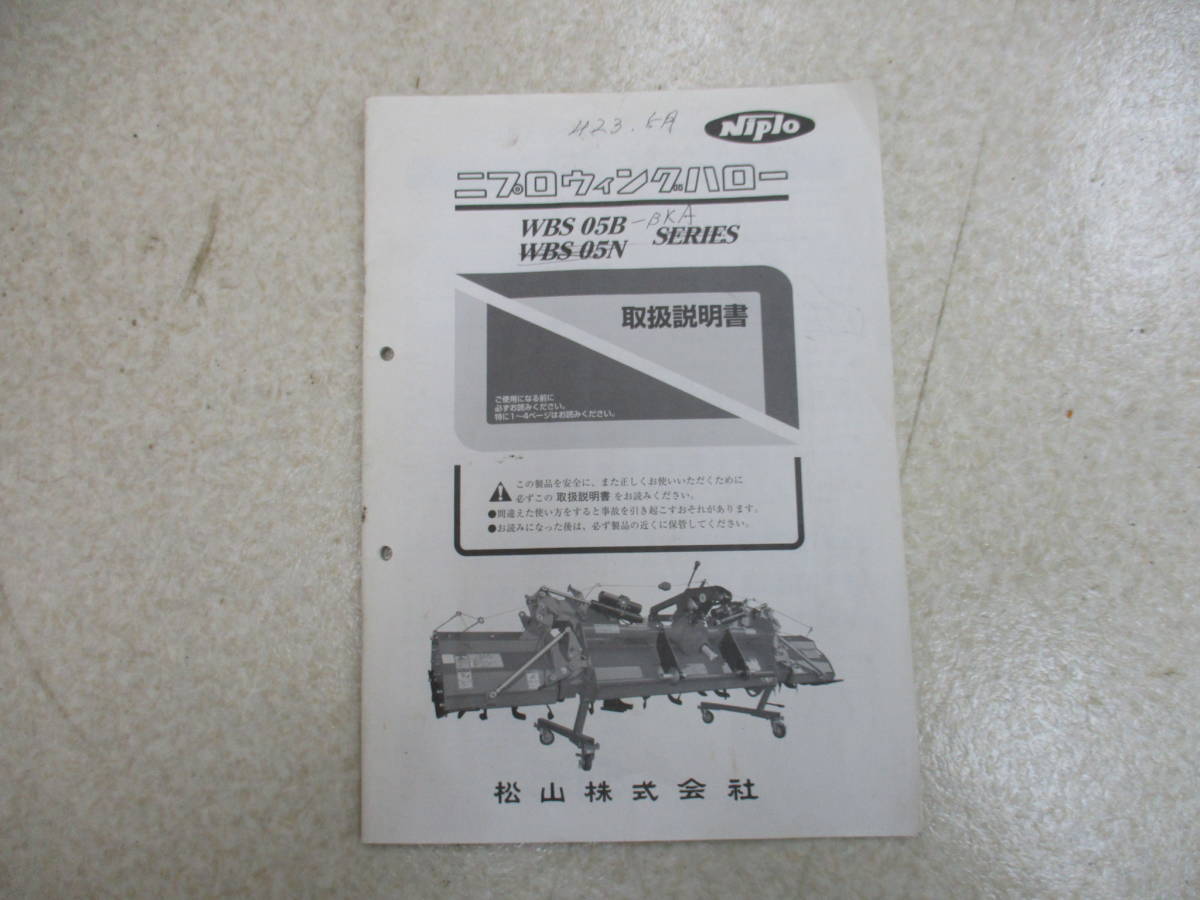 H23.5月
Niplo
ニプロウィングハロー
WBS 05B -BKA
WBS 05N SERIES
取扱説明書
ご使用になる前に
必ずお読みください。
特に1〜4ページはお読みください。
この製品を安全に、また正しくお使いいただくために
必ずこの 取扱説明書 をお読みください。
●間違えた使い方をすると事故を引き起こすおそれがあります。
●お読みになった後は、必ず製品の近くに保管してください。
松山株式会社